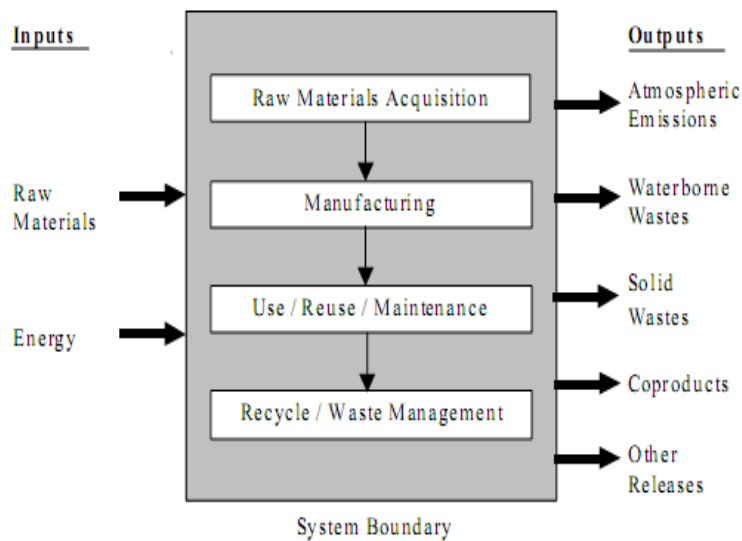 Inputs
Raw
Materials
Energy
Raw Materials Acquisition
Manufacturing
Use / Reuse / Maintenance
Recycle / Waste Management
System Boundary
Outputs
Atmospheric
Emissions
Waterborne
Wastes
Solid
Wastes
Coproducts
Other
Releases